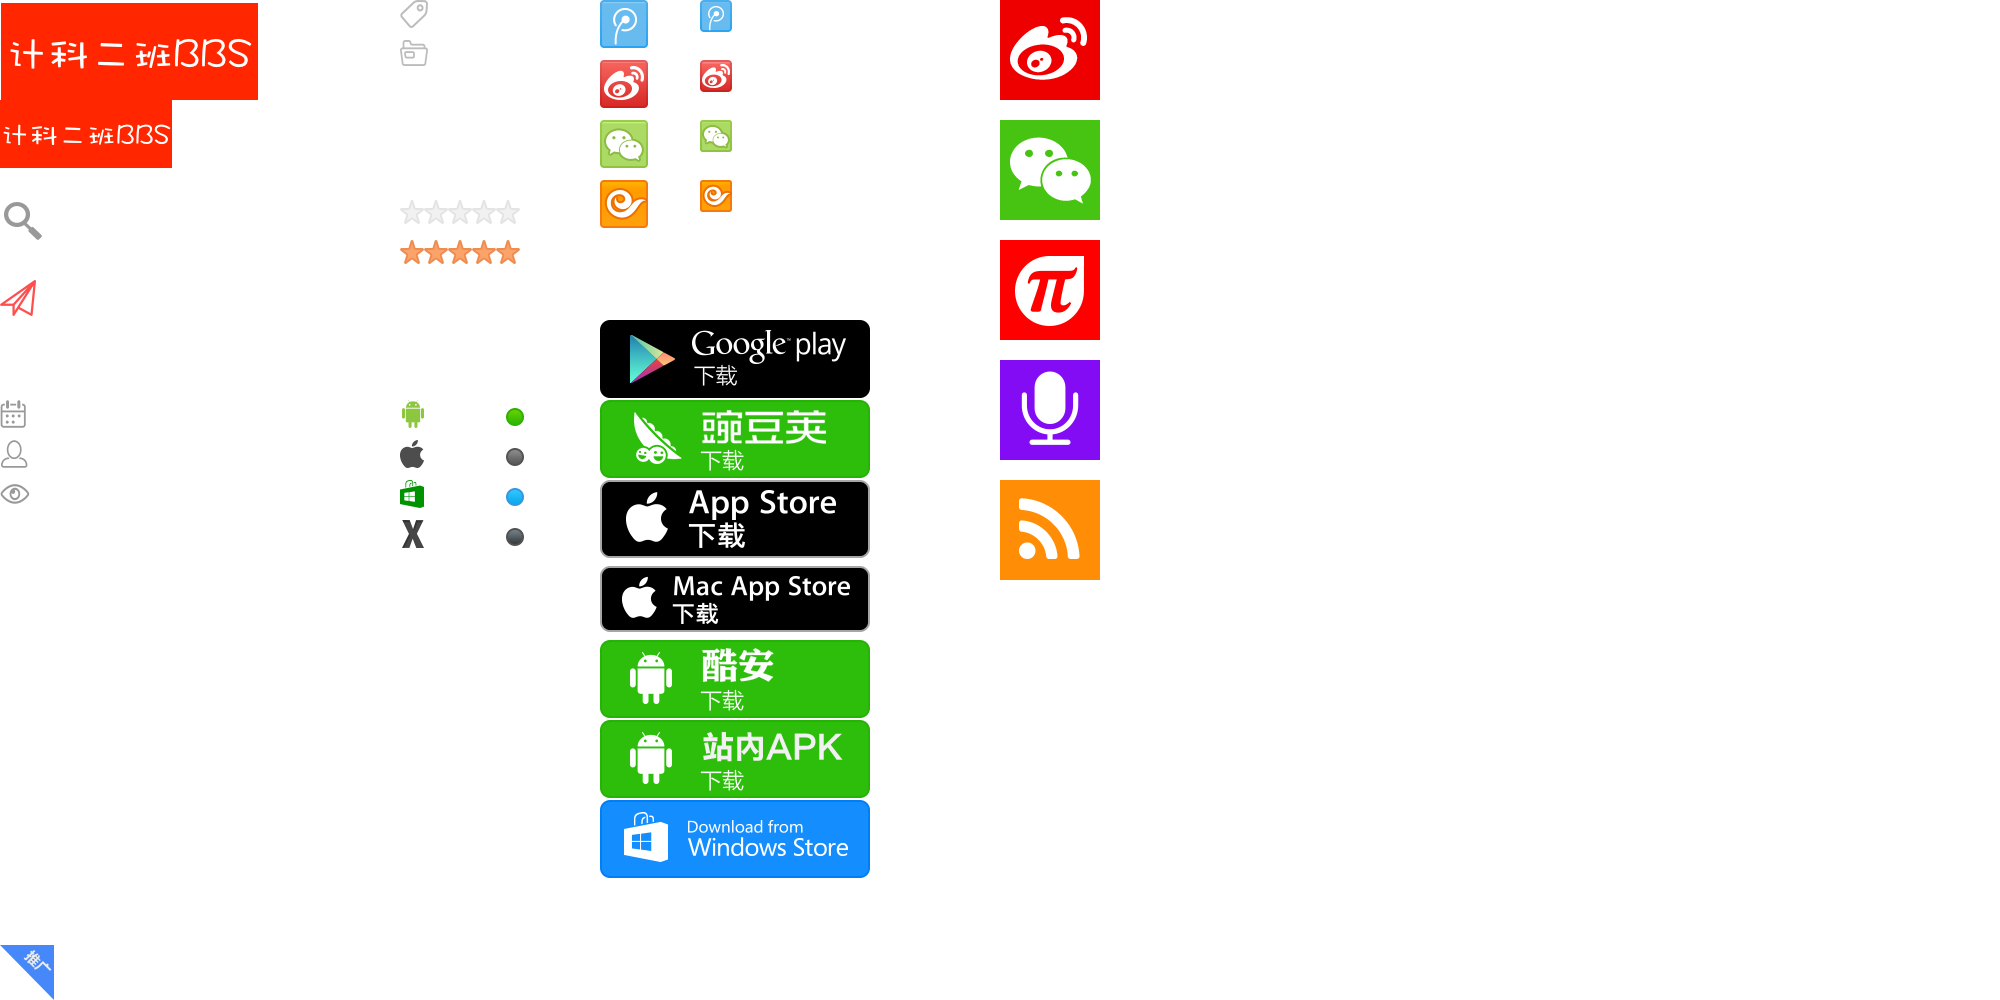 计科二班BBS
计科二班BBS
Google™ play
下载
豌豆荚
下载
App Store
下载
Mac App Store
下载
酷安
下载
站内APK
下载
Download from
Windows Store
推广